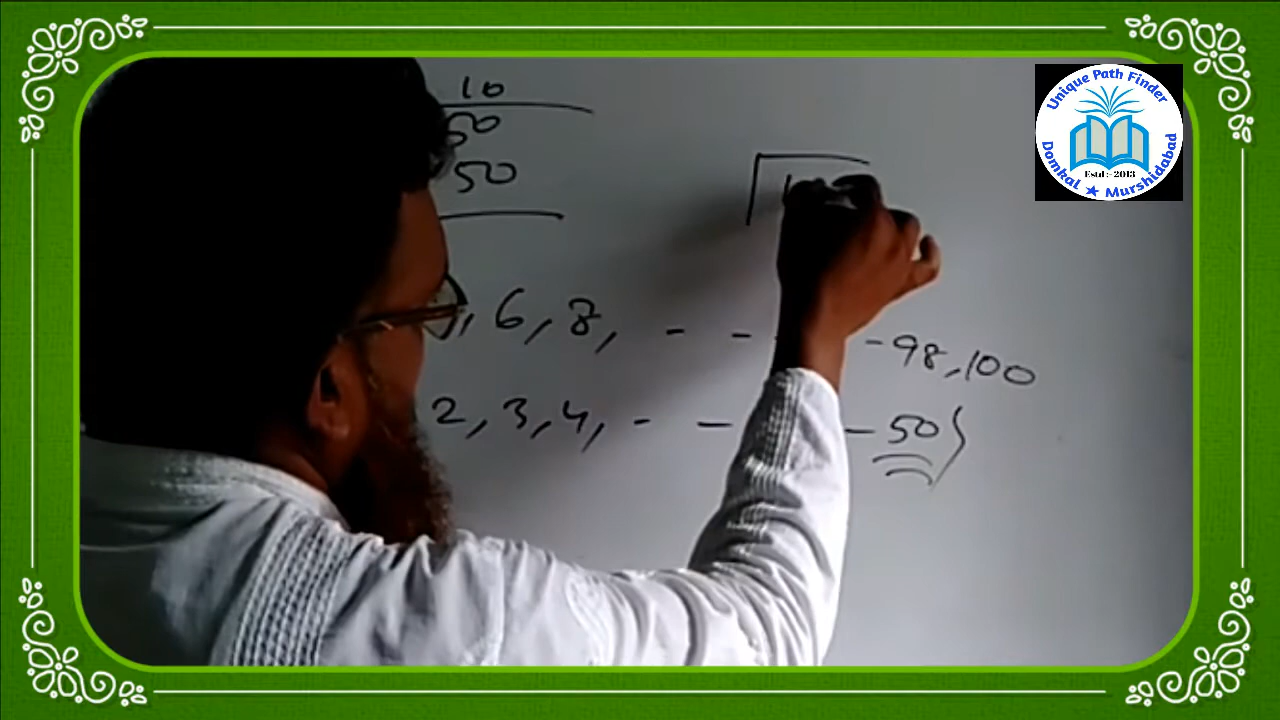 10
50
50
, 6, 8, - - - 98, 100
2, 3, 4, - - - 50)
Unique Path Finder
Estd :- 2013
Domkal ★ Murshidabad